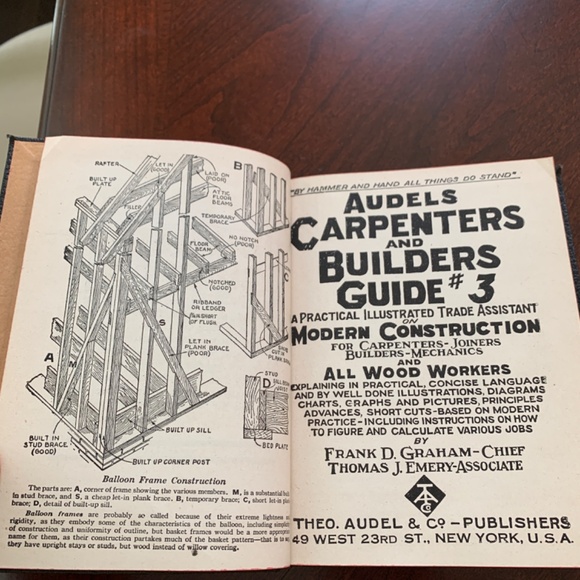 RAFTER
LET IN
(GOOD)
LAID ON
(POOR)
BUILT UP
PLATE
ATTIC
FLOOR
BEAMS
FILLER
B
TEMPORARY
BRACE
FLOOR
BEAM
NO NOTCH
(POOR)
NOTCHED
(GOOD)
C
RIBBAND
OR LEDGER
S
LET IN
PLANK BRACE
(POOR)
A
M
STUD
D
BUILT IN
STUD BRACE
(GOOD)
BUILT UP SILL
BED PLATE
BUILT UP CORNER POST
Balloon Frame Construction
The parts are: A, corner of frame showing the various members. M, is a substantial built
in stud brace, and S, a cheap let-in plank brace; B, temporary brace; C, short let-in plank
brace; D, detail of built-up sill.
Balloon frames are probably so called because of their extreme lightness and
rigidity, as they embody some of the characteristics of the balloon, including simplicity
of construction and uniformity of outline, but basket frames would be a more appropriate
name for them, as their construction partakes much of the basket pattern—that is to say
they have upright stays or studs, but wood instead of willow covering.
"BY HAMMER AND HAND ALL THINGS DO STAND"
AUDELS
CARPENTERS
AND
BUILDERS
GUIDE #3
A PRACTICAL ILLUSTRATED TRADE ASSISTANT
ON
MODERN CONSTRUCTION
FOR CARPENTERS-JOINERS
BUILDERS-MECHANICS
AND
ALL WOOD WORKERS
EXPLAINING IN PRACTICAL, CONCISE LANGUAGE
AND BY WELL DONE ILLUSTRATIONS, DIAGRAMS
CHARTS, GRAPHS AND PICTURES, PRINCIPLES
ADVANCES, SHORT CUTS-BASED ON MODERN
PRACTICE-INCLUDING INSTRUCTIONS ON HOW
TO FIGURE AND CALCULATE VARIOUS JOBS
BY
FRANK D. GRAHAM-CHIEF
THOMAS J. EMERY-ASSOCIATE
THEO. AUDEL & CO-PUBLISHERS
49 WEST 23RD ST., NEW YORK, U.S.A.